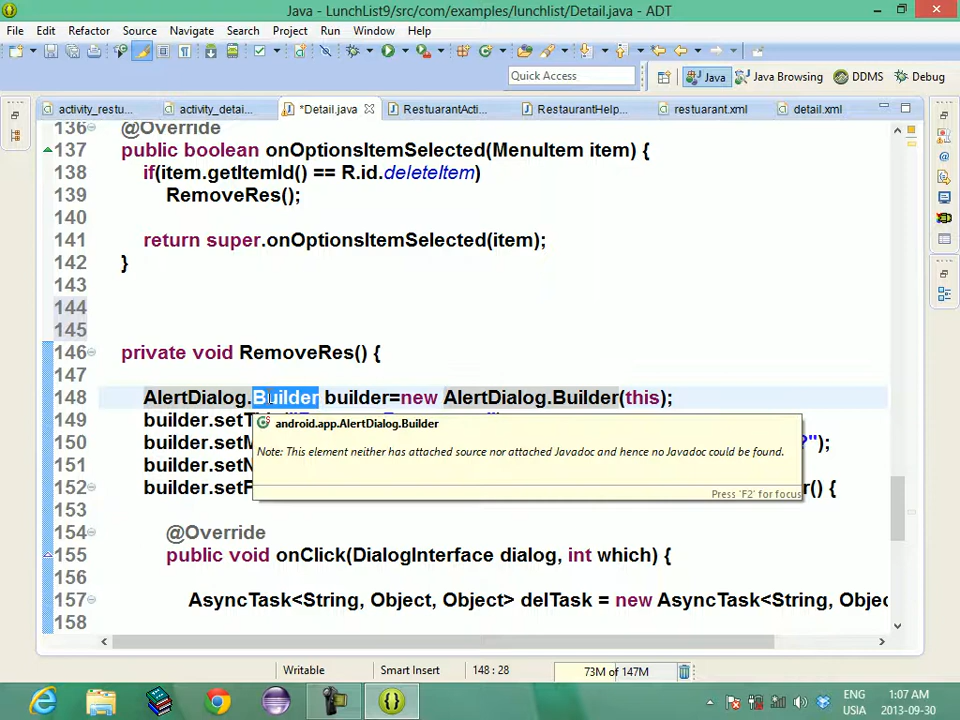 Java - LunchList9/src/com/examples/lunchlist/Detail.java - ADT
File Edit Refactor Source Navigate Search Project Run Window Help
Quick Access
Java Java Browsing DDMS Debug
activity_restu... activity_detai... *Detail.java RestuarantActi... RestaurantHelp... restuarant.xml detail.xml
136 @Override
137 public boolean onOptionsItemSelected(MenuItem item) {
138 if(item.getItemId() == R.id.deleteItem)
139 RemoveRes();
140
141 return super.onOptionsItemSelected(item);
142 }
143
144
145
146 private void RemoveRes() {
147
148 AlertDialog.Builder builder=new AlertDialog.Builder(this);
149 builder.setT
android.app.AlertDialog.Builder
150 builder.setM ?");
Note: This element neither has attached source nor attached Javadoc and hence no Javadoc could be found.
151 builder.setN
152 builder.setP r() {
Press 'F2' for focus
153
154 @Override
155 public void onClick(DialogInterface dialog, int which) {
156
157 AsyncTask<String, Object, Object> delTask = new AsyncTask<String, Objec
158
Writable Smart Insert 148 : 28 73M of 147M
ENG 1:07 AM
USIA 2013-09-30